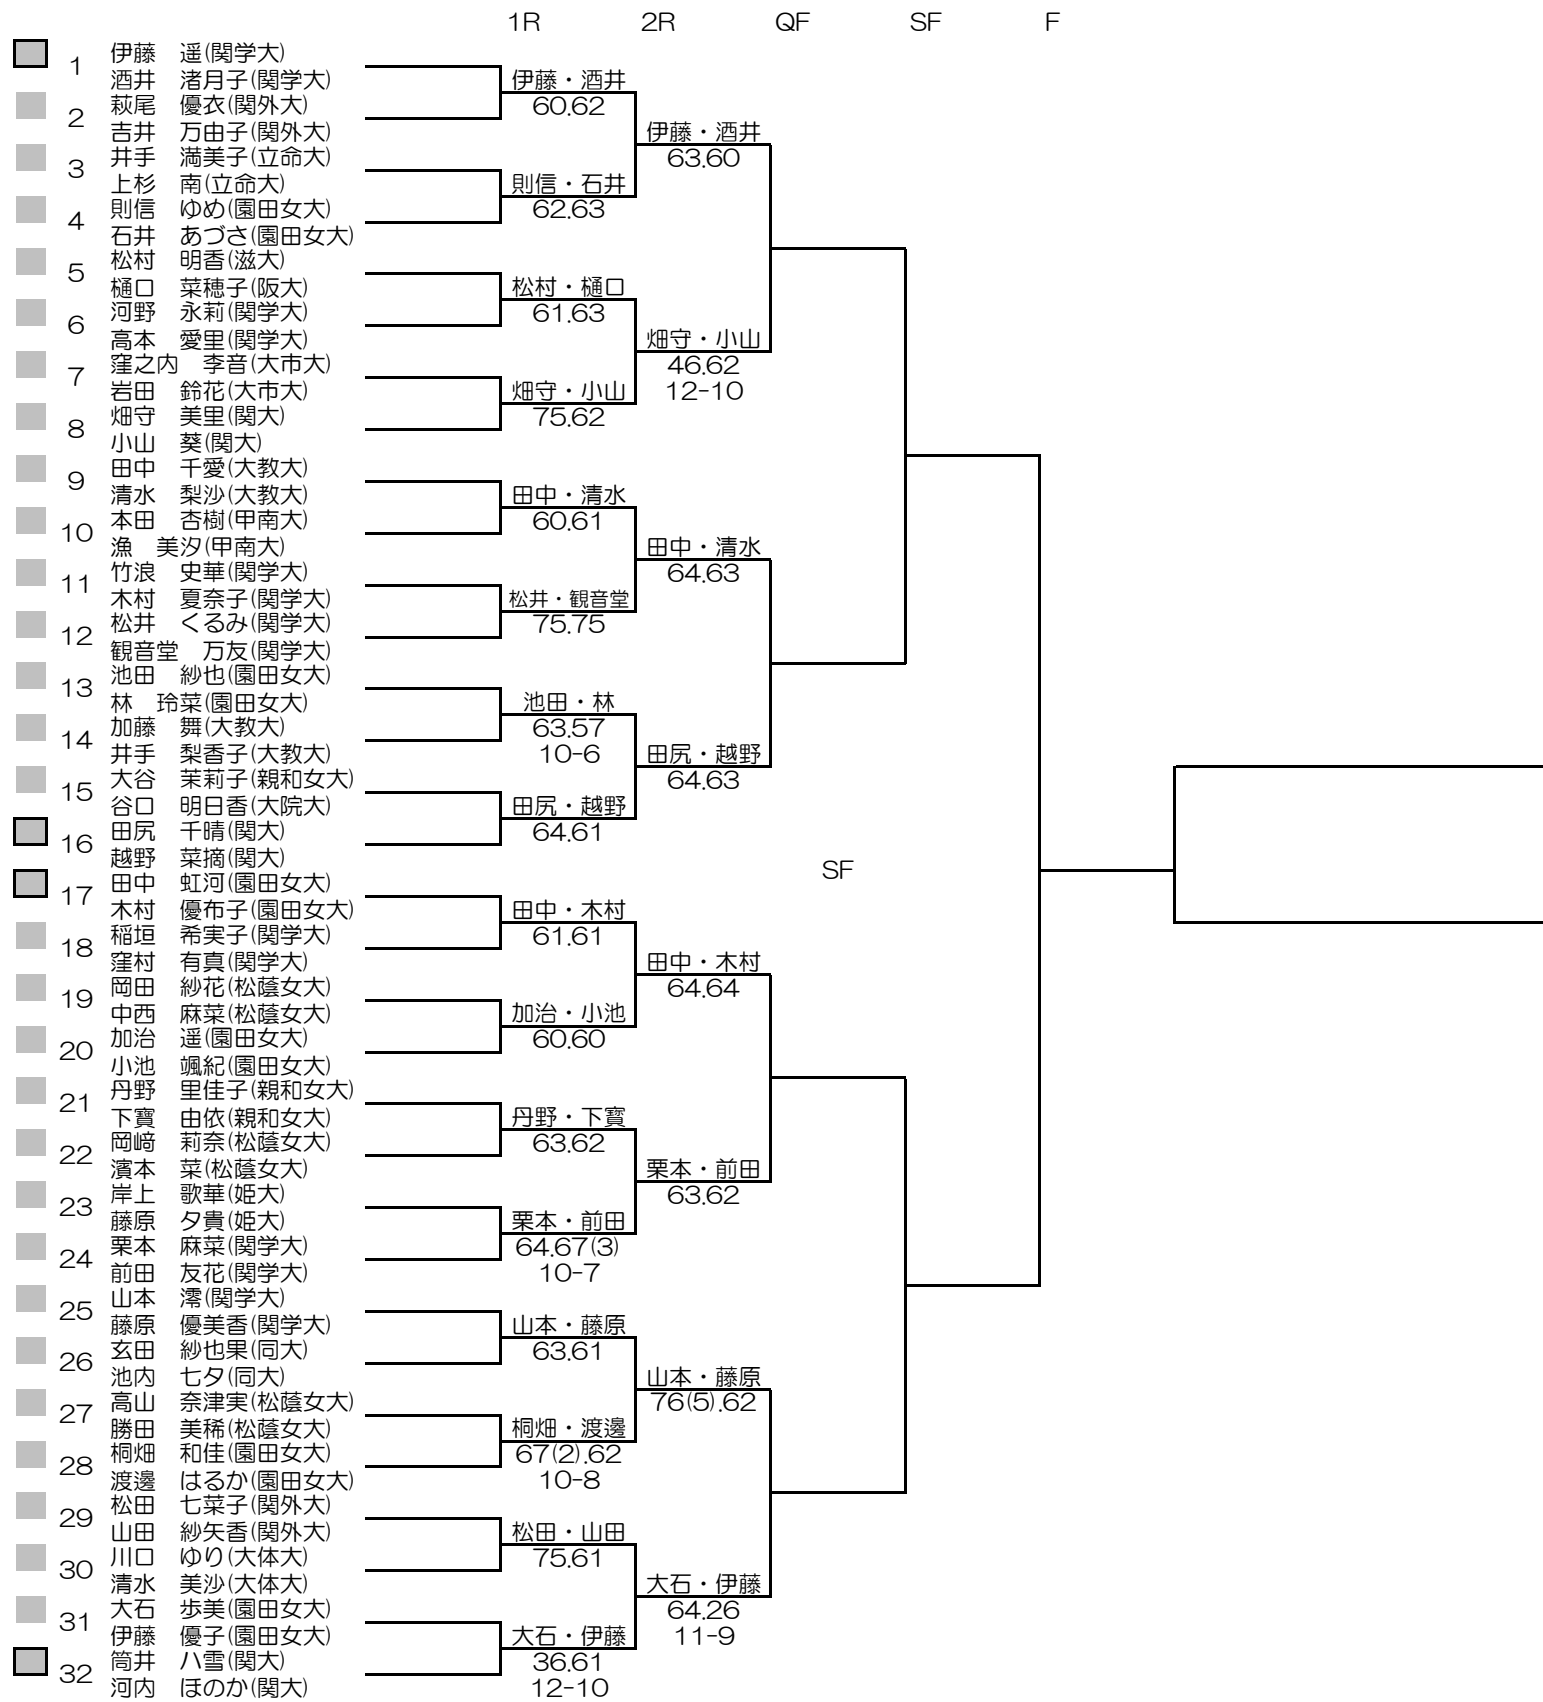 1R 2R QF SF F
1
伊藤　遥(関学大)
酒井　渚月子(関学大)
2
萩尾　優衣(関外大)
吉井　万由子(関外大)
3
井手　満美子(立命大)
上杉　南(立命大)
4
則信　ゆめ(園田女大)
石井　あづさ(園田女大)
5
松村　明香(滋大)
樋口　菜穂子(阪大)
6
河野　永莉(関学大)
高本　愛里(関学大)
7
窪之内　李音(大市大)
岩田　鈴花(大市大)
8
畑守　美里(関大)
小山　葵(関大)
9
田中　千愛(大教大)
清水　梨沙(大教大)
10
本田　杏樹(甲南大)
漁　美汐(甲南大)
11
竹浪　史華(関学大)
木村　夏奈子(関学大)
12
松井　くるみ(関学大)
観音堂　万友(関学大)
13
池田　紗也(園田女大)
林　玲菜(園田女大)
14
加藤　舞(大教大)
井手　梨香子(大教大)
15
大谷　茉莉子(親和女大)
谷口　明日香(大院大)
16
田尻　千晴(関大)
越野　菜摘(関大)
17
田中　虹河(園田女大)
木村　優布子(園田女大)
18
稲垣　希実子(関学大)
窪村　有真(関学大)
19
岡田　紗花(松蔭女大)
中西　麻菜(松蔭女大)
20
加治　遥(園田女大)
小池　颯紀(園田女大)
21
丹野　里佳子(親和女大)
下寳　由依(親和女大)
22
岡﨑　莉奈(松蔭女大)
濱本　菜(松蔭女大)
23
岸上　歌華(姫大)
藤原　夕貴(姫大)
24
栗本　麻菜(関学大)
前田　友花(関学大)
25
山本　澪(関学大)
藤原　優美香(関学大)
26
玄田　紗也果(同大)
池内　七夕(同大)
27
高山　奈津実(松蔭女大)
勝田　美稀(松蔭女大)
28
桐畑　和佳(園田女大)
渡邊　はるか(園田女大)
29
松田　七菜子(関外大)
山田　紗矢香(関外大)
30
川口　ゆり(大体大)
清水　美沙(大体大)
31
大石　歩美(園田女大)
伊藤　優子(園田女大)
32
筒井　八雪(関大)
河内　ほのか(関大)
伊藤・酒井
60.62
則信・石井
62.63
松村・樋口
61.63
畑守・小山
75.62
田中・清水
60.61
松井・観音堂
75.75
池田・林
63.57
10-6
田尻・越野
64.61
田中・木村
61.61
加治・小池
60.60
丹野・下寳
63.62
栗本・前田
64.67(3)
10-7
山本・藤原
63.61
桐畑・渡邊
67(2).62
10-8
松田・山田
75.61
大石・伊藤
36.61
12-10
伊藤・酒井
63.60
畑守・小山
46.62
12-10
田中・清水
64.63
田尻・越野
64.63
田中・木村
64.64
栗本・前田
63.62
山本・藤原
76(5).62
大石・伊藤
64.26
11-9
SF